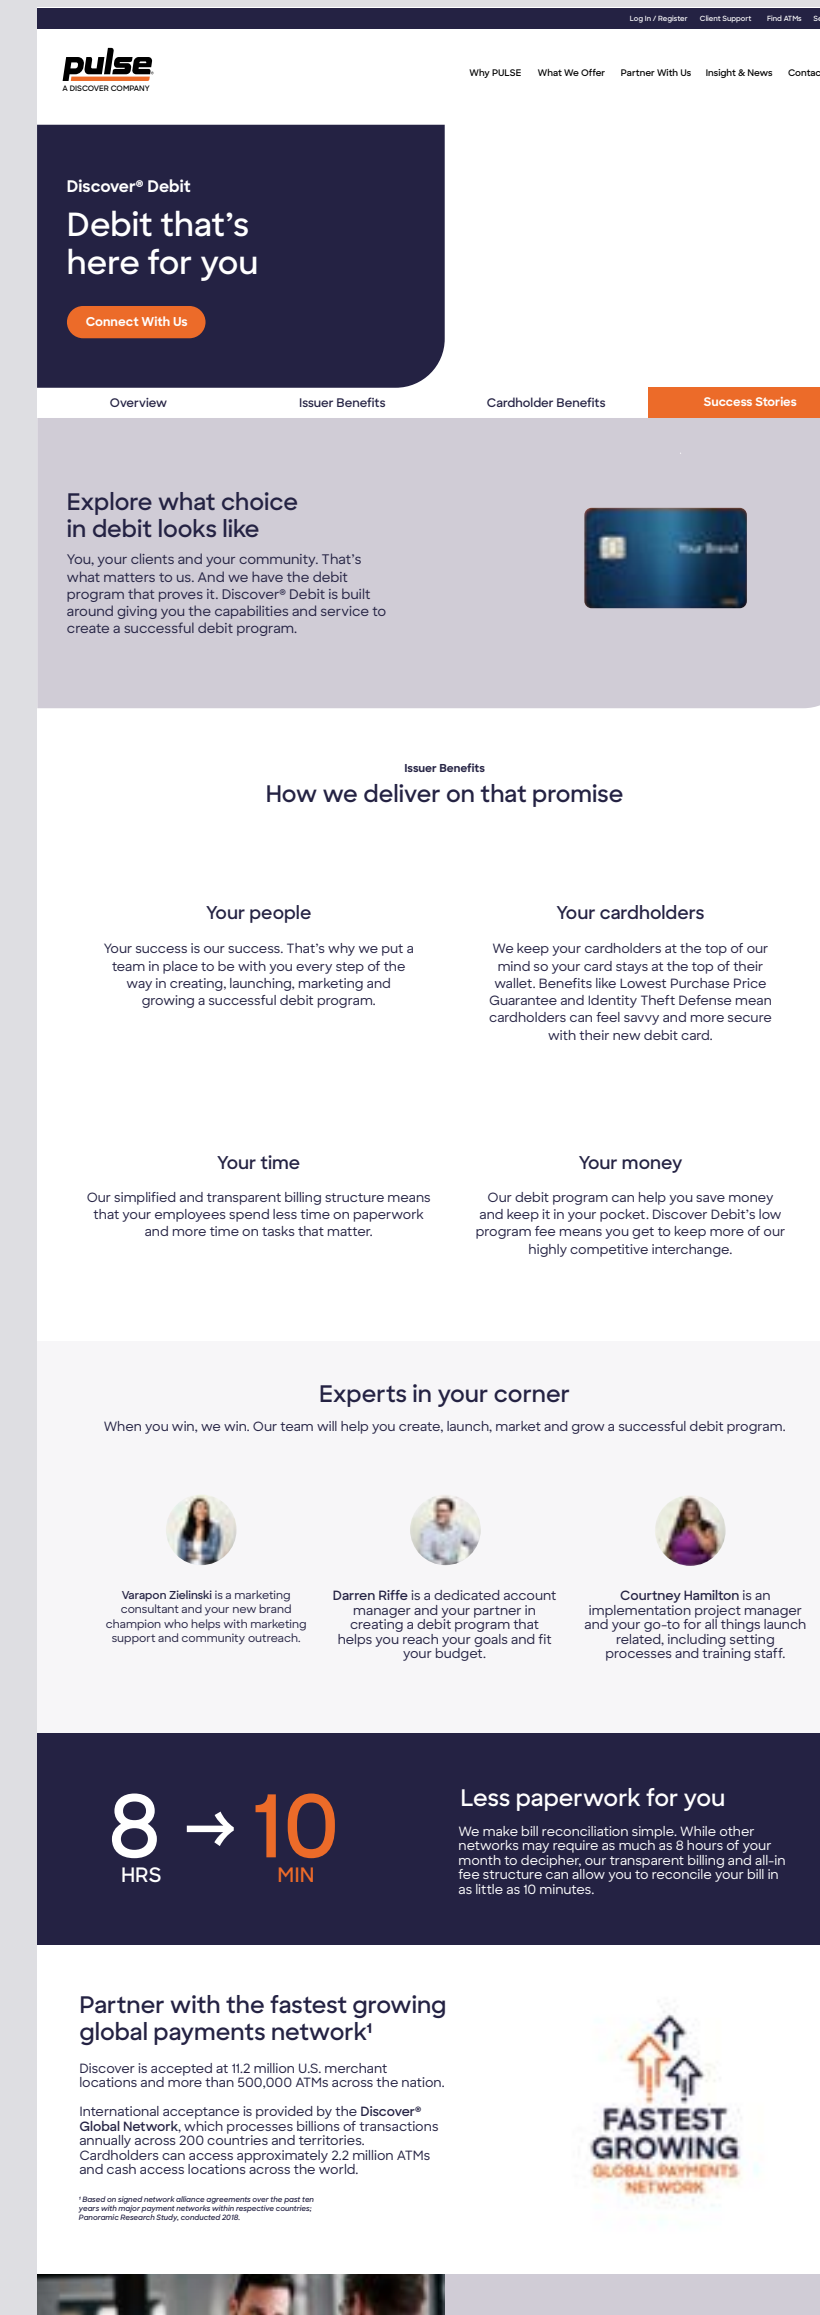 Log In / Register Client Support Find ATMs
pulse
A DISCOVER COMPANY
Why PULSE What We Offer Partner With Us Insight & News Contac
Discover® Debit
Debit that's
here for you
Connect With Us
Overview Issuer Benefits Cardholder Benefits Success Stories
Explore what choice
in debit looks like
You, your clients and your community. That's
what matters to us. And we have the debit
program that proves it. Discover® Debit is built
around giving you the capabilities and service to
create a successful debit program.
Your Brand
Issuer Benefits
How we deliver on that promise
Your people
Your success is our success. That's why we put a
team in place to be with you every step of the
way in creating, launching, marketing and
growing a successful debit program.
Your cardholders
We keep your cardholders at the top of our
mind so your card stays at the top of their
wallet. Benefits like Lowest Purchase Price
Guarantee and Identity Theft Defense mean
cardholders can feel savvy and more secure
with their new debit card.
Your time
Our simplified and transparent billing structure means
that your employees spend less time on paperwork
and more time on tasks that matter.
Your money
Our debit program can help you save money
and keep it in your pocket. Discover Debit's low
program fee means you get to keep more of our
highly competitive interchange.
Experts in your corner
When you win, we win. Our team will help you create, launch, market and grow a successful debit program.
Varapon Zielinski is a marketing
consultant and your new brand
champion who helps with marketing
support and community outreach.
Darren Riffe is a dedicated account
manager and your partner in
creating a debit program that
helps you reach your goals and fit
your budget.
Courtney Hamilton is an
implementation project manager
and your go-to for all things launch
related, including setting
processes and training staff.
8 → 10
HRS MIN
Less paperwork for you
We make bill reconciliation simple. While other
networks may require as much as 8 hours of your
month to decipher, our transparent billing and all-in
fee structure can allow you to reconcile your bill in
as little as 10 minutes.
Partner with the fastest growing
global payments network¹
Discover is accepted at 11.2 million U.S. merchant
locations and more than 500,000 ATMs across the nation.
International acceptance is provided by the Discover®
Global Network, which processes billions of transactions
annually across 200 countries and territories.
Cardholders can access approximately 2.2 million ATMs
and cash access locations across the world.
¹ Based on signed network alliance agreements over the past ten
years with major payment networks within respective countries;
Panoramic Research Study, conducted 2018.
FASTEST
GROWING
GLOBAL PAYMENTS
NETWORK